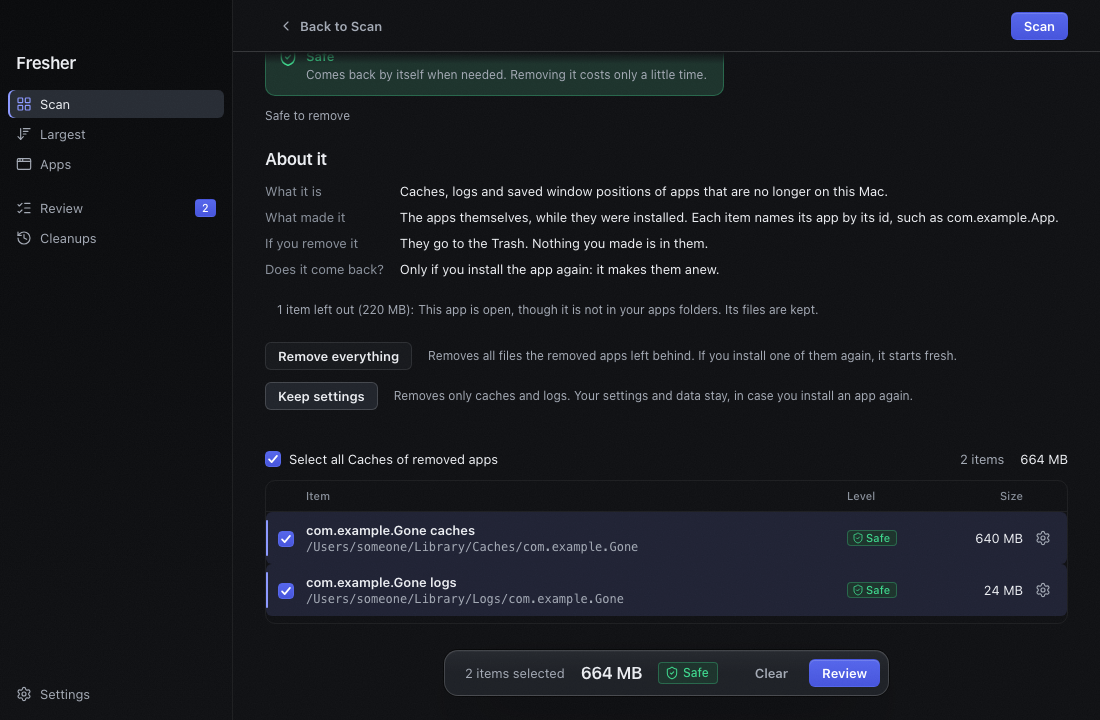 Back to Scan
Scan
Fresher
Scan
Largest
Apps
Review
2
Cleanups
Settings
Safe
Comes back by itself when needed. Removing it costs only a little time.
Safe to remove
About it
What it is Caches, logs and saved window positions of apps that are no longer on this Mac.
What made it The apps themselves, while they were installed. Each item names its app by its id, such as com.example.App.
If you remove it They go to the Trash. Nothing you made is in them.
Does it come back? Only if you install the app again: it makes them anew.
1 item left out (220 MB): This app is open, though it is not in your apps folders. Its files are kept.
Remove everything Removes all files the removed apps left behind. If you install one of them again, it starts fresh.
Keep settings Removes only caches and logs. Your settings and data stay, in case you install an app again.
Select all Caches of removed apps 2 items 664 MB
Item Level Size
com.example.Gone caches
/Users/someone/Library/Caches/com.example.Gone
Safe 640 MB
com.example.Gone logs
/Users/someone/Library/Logs/com.example.Gone
Safe 24 MB
2 items selected 664 MB Safe Clear Review